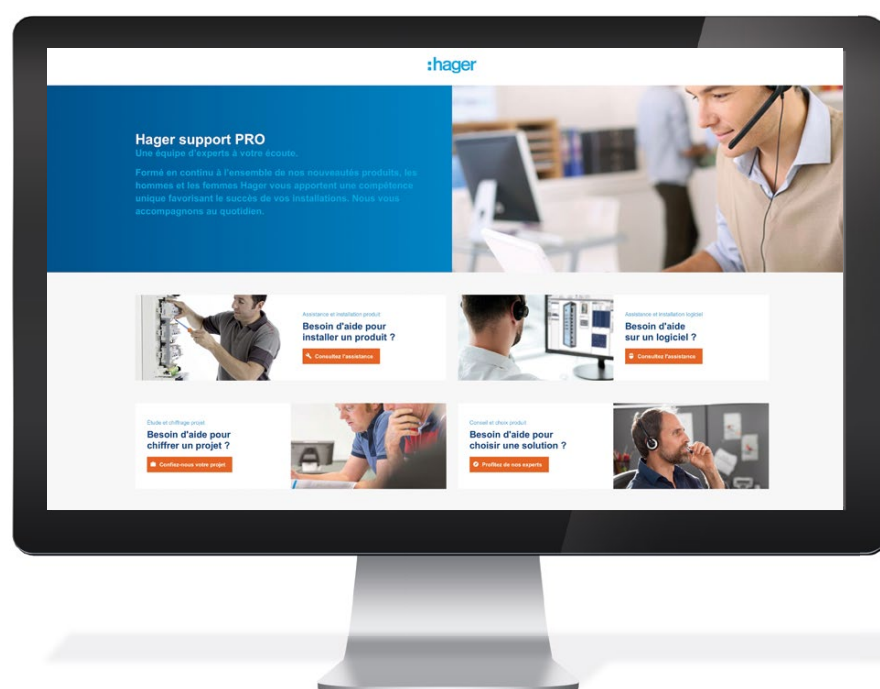 :hager
Hager support PRO
Une équipe d'experts à votre écoute.
Formé en continu à l'ensemble de nos nouveautés produits, les
hommes et les femmes Hager vous apportent une compétence
unique favorisant le succès de vos installations. Nous vous
accompagnons au quotidien.
Assistance et installation produit
Besoin d'aide pour
installer un produit ?
Consultez l'assistance
Assistance et installation logiciel
Besoin d'aide
sur un logiciel ?
Consultez l'assistance
Étude et chiffrage projet
Besoin d'aide pour
chiffrer un projet ?
Confiez-nous votre projet
Conseil et choix produit
Besoin d'aide pour
choisir une solution ?
Profitez de nos experts